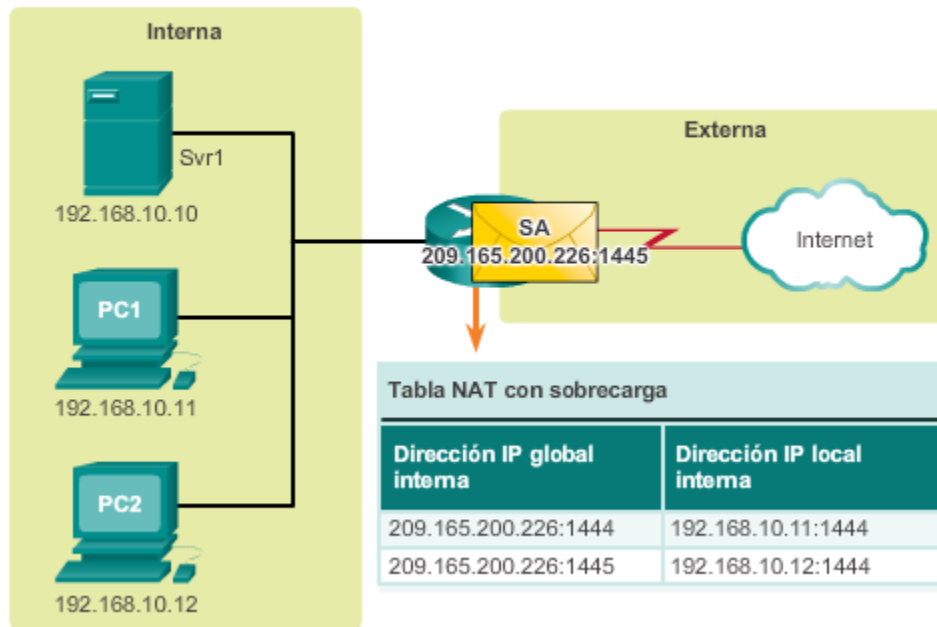 Interna
Svr1
192.168.10.10
PC1
192.168.10.11
PC2
192.168.10.12
Externa
SA
209.165.200.226:1445
Internet
Tabla NAT con sobrecarga
Dirección IP global
interna
Dirección IP local
interna
209.165.200.226:1444
192.168.10.11:1444
209.165.200.226:1445
192.168.10.12:1444